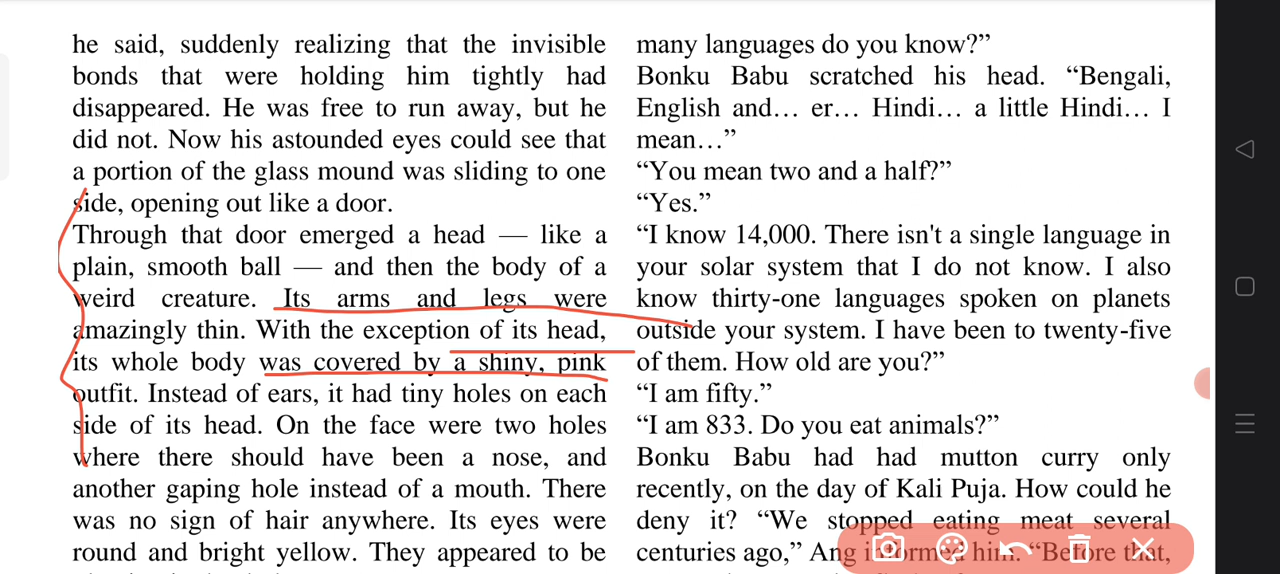 he said, suddenly realizing that the invisible
bonds that were holding him tightly had
disappeared. He was free to run away, but he
did not. Now his astounded eyes could see that
a portion of the glass mound was sliding to one
side, opening out like a door.
Through that door emerged a head — like a
plain, smooth ball — and then the body of a
weird creature. Its arms and legs were
amazingly thin. With the exception of its head,
its whole body was covered by a shiny, pink
outfit. Instead of ears, it had tiny holes on each
side of its head. On the face were two holes
where there should have been a nose, and
another gaping hole instead of a mouth. There
was no sign of hair anywhere. Its eyes were
round and bright yellow. They appeared to be
many languages do you know?”
Bonku Babu scratched his head. “Bengali,
English and… er… Hindi… a little Hindi… I
mean…”
“You mean two and a half?”
“Yes.”
“I know 14,000. There isn't a single language in
your solar system that I do not know. I also
know thirty-one languages spoken on planets
outside your system. I have been to twenty-five
of them. How old are you?”
“I am fifty.”
“I am 833. Do you eat animals?”
Bonku Babu had had mutton curry only
recently, on the day of Kali Puja. How could he
deny it? “We stopped eating meat several
centuries ago,” Ang informed him. “Before that,